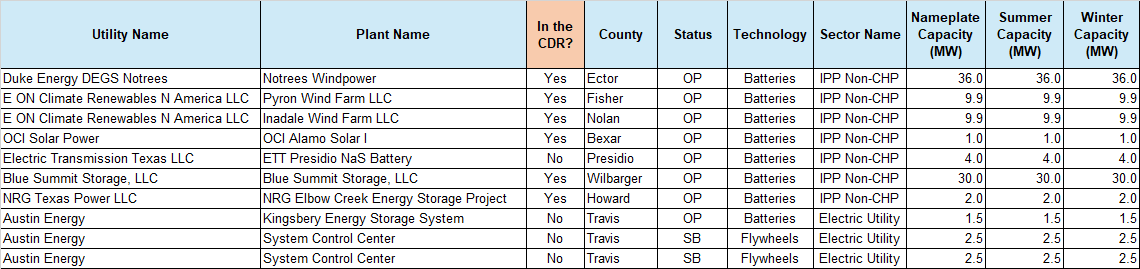 Utility Name Plant Name In the CDR? County Status Technology Sector Name Nameplate Capacity (MW) Summer Capacity (MW) Winter Capacity (MW)
Duke Energy DEGS Notrees Notrees Windpower Yes Ector OP Batteries IPP Non-CHP 36.0 36.0 36.0
E ON Climate Renewables N America LLC Pyron Wind Farm LLC Yes Fisher OP Batteries IPP Non-CHP 9.9 9.9 9.9
E ON Climate Renewables N America LLC Inadale Wind Farm LLC Yes Nolan OP Batteries IPP Non-CHP 9.9 9.9 9.9
OCI Solar Power OCI Alamo Solar I Yes Bexar OP Batteries IPP Non-CHP 1.0 1.0 1.0
Electric Transmission Texas LLC ETT Presidio NaS Battery No Presidio OP Batteries IPP Non-CHP 4.0 4.0 4.0
Blue Summit Storage, LLC Blue Summit Storage, LLC Yes Wilbarger OP Batteries IPP Non-CHP 30.0 30.0 30.0
NRG Texas Power LLC NRG Elbow Creek Energy Storage Project Yes Howard OP Batteries IPP Non-CHP 2.0 2.0 2.0
Austin Energy Kingsbery Energy Storage System No Travis OP Batteries Electric Utility 1.5 1.5 1.5
Austin Energy System Control Center No Travis SB Flywheels Electric Utility 2.5 2.5 2.5
Austin Energy System Control Center No Travis SB Flywheels Electric Utility 2.5 2.5 2.5